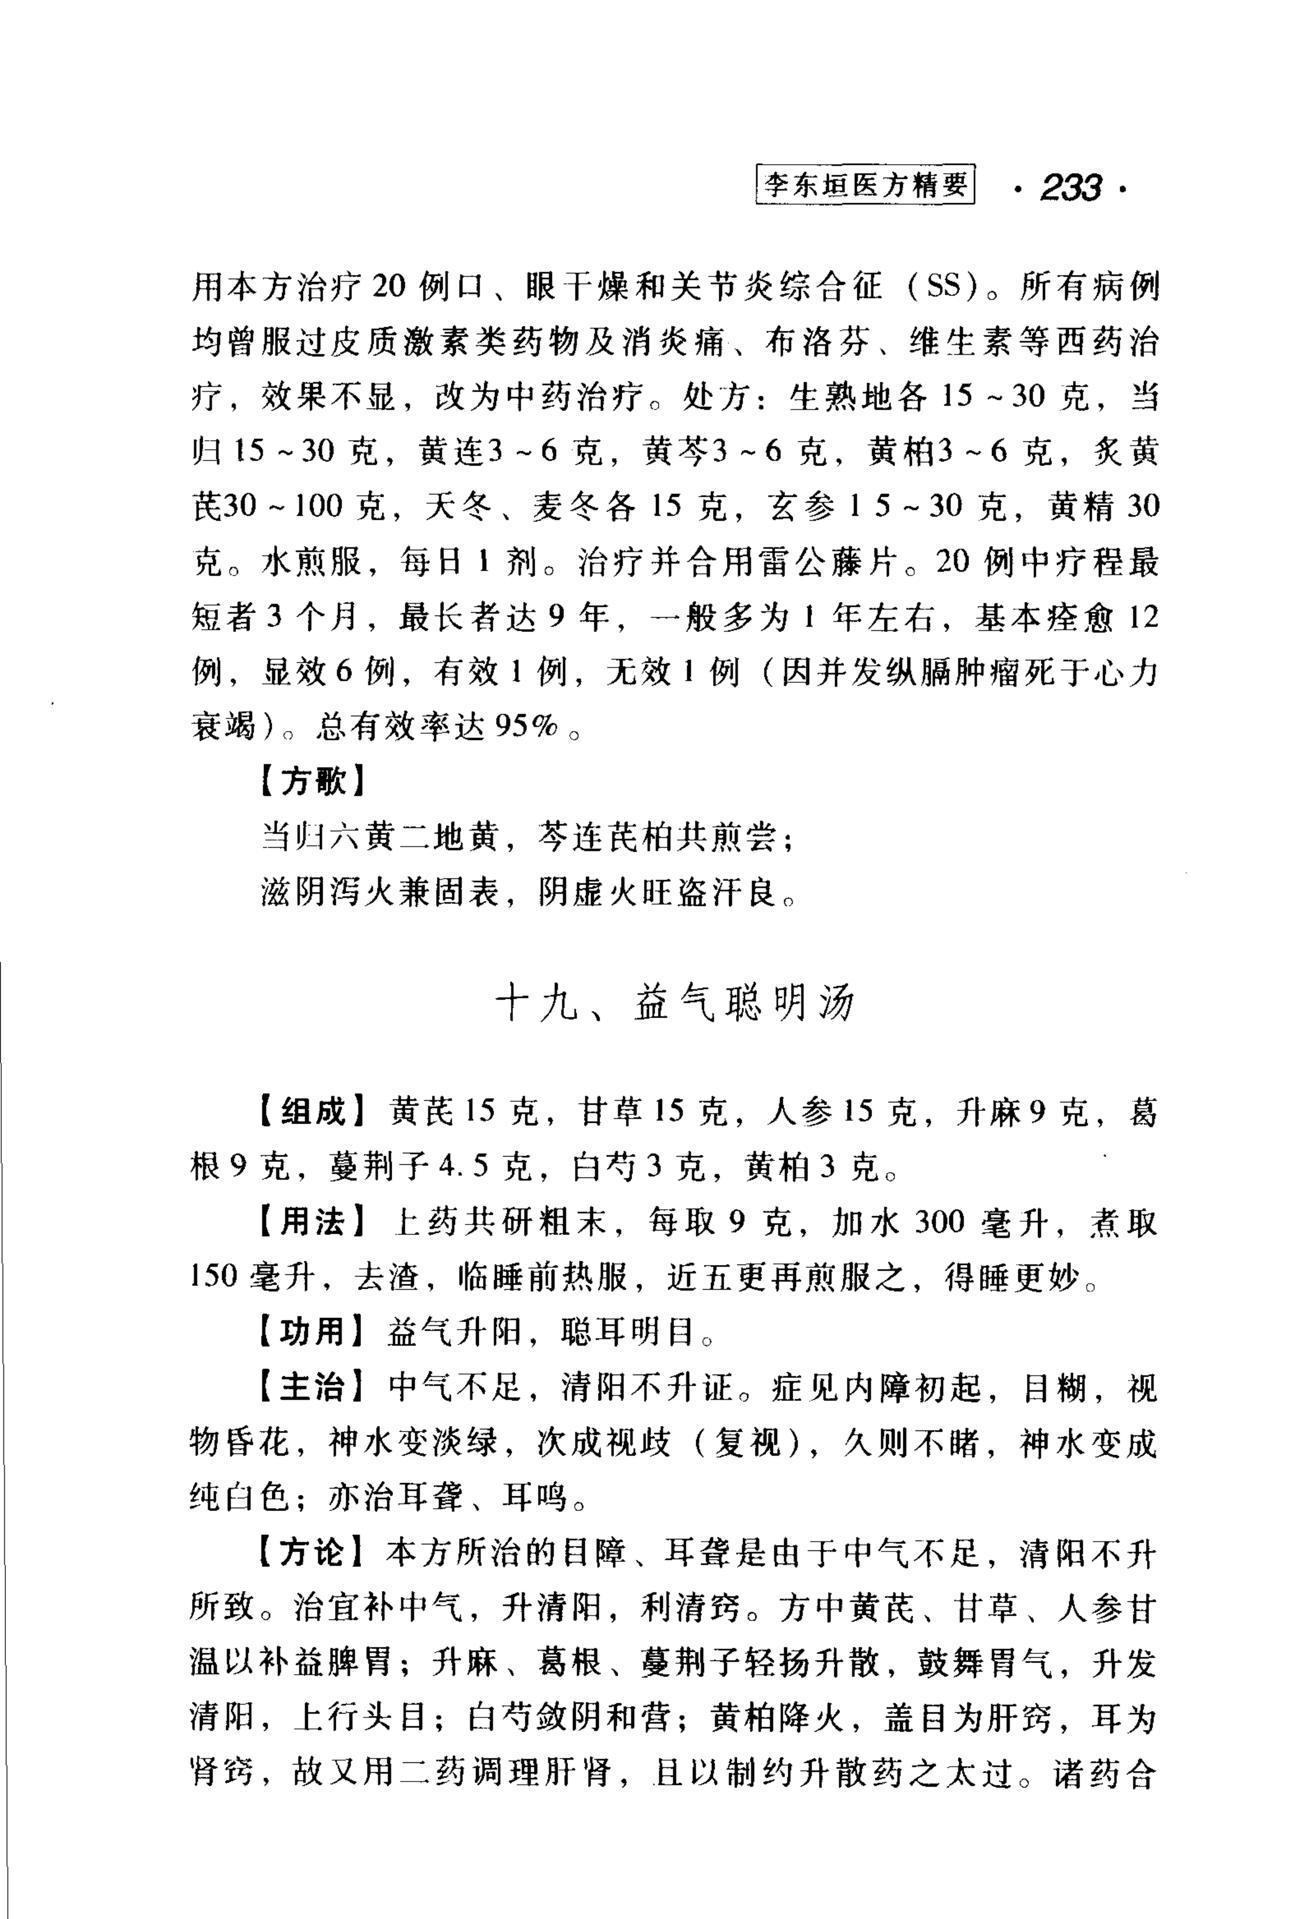 李东垣医方精要 ·233·
用本方治疗 20 例口、眼干燥和关节炎综合征（SS）。所有病例
均曾服过皮质激素类药物及消炎痛、布洛芬、维生素等西药治
疗，效果不显，改为中药治疗。处方：生熟地各 15～30 克，当
归 15～30 克，黄连3～6 克，黄芩3～6 克，黄柏3～6 克，炙黄
芪30～100 克，天冬、麦冬各 15 克，玄参 1 5～30 克，黄精 30
克。水煎服，每日 1 剂。治疗并合用雷公藤片。20 例中疗程最
短者 3 个月，最长者达 9 年，一般多为 1 年左右，基本痊愈 12
例，显效 6 例，有效 1 例，无效 1 例（因并发纵膈肿瘤死于心力
衰竭）。总有效率达 95%。
【方歌】
当归六黄二地黄，芩连芪柏共煎尝；
滋阴泻火兼固表，阴虚火旺盗汗良。
十九、益气聪明汤
【组成】黄芪 15 克，甘草 15 克，人参 15 克，升麻 9 克，葛
根 9 克，蔓荆子 4.5 克，白芍 3 克，黄柏 3 克。
【用法】上药共研粗末，每取 9 克，加水 300 毫升，煮取
150 毫升，去渣，临睡前热服，近五更再煎服之，得睡更妙。
【功用】益气升阳，聪耳明目。
【主治】中气不足，清阳不升证。症见内障初起，目糊，视
物昏花，神水变淡绿，次成视歧（复视），久则不睹，神水变成
纯白色；亦治耳聋、耳鸣。
【方论】本方所治的目障、耳聋是由于中气不足，清阳不升
所致。治宜补中气，升清阳，利清窍。方中黄芪、甘草、人参甘
温以补益脾胃；升麻、葛根、蔓荆子轻扬升散，鼓舞胃气，升发
清阳，上行头目；白芍敛阴和营；黄柏降火，盖目为肝窍，耳为
肾窍，故又用二药调理肝肾，且以制约升散药之太过。诸药合